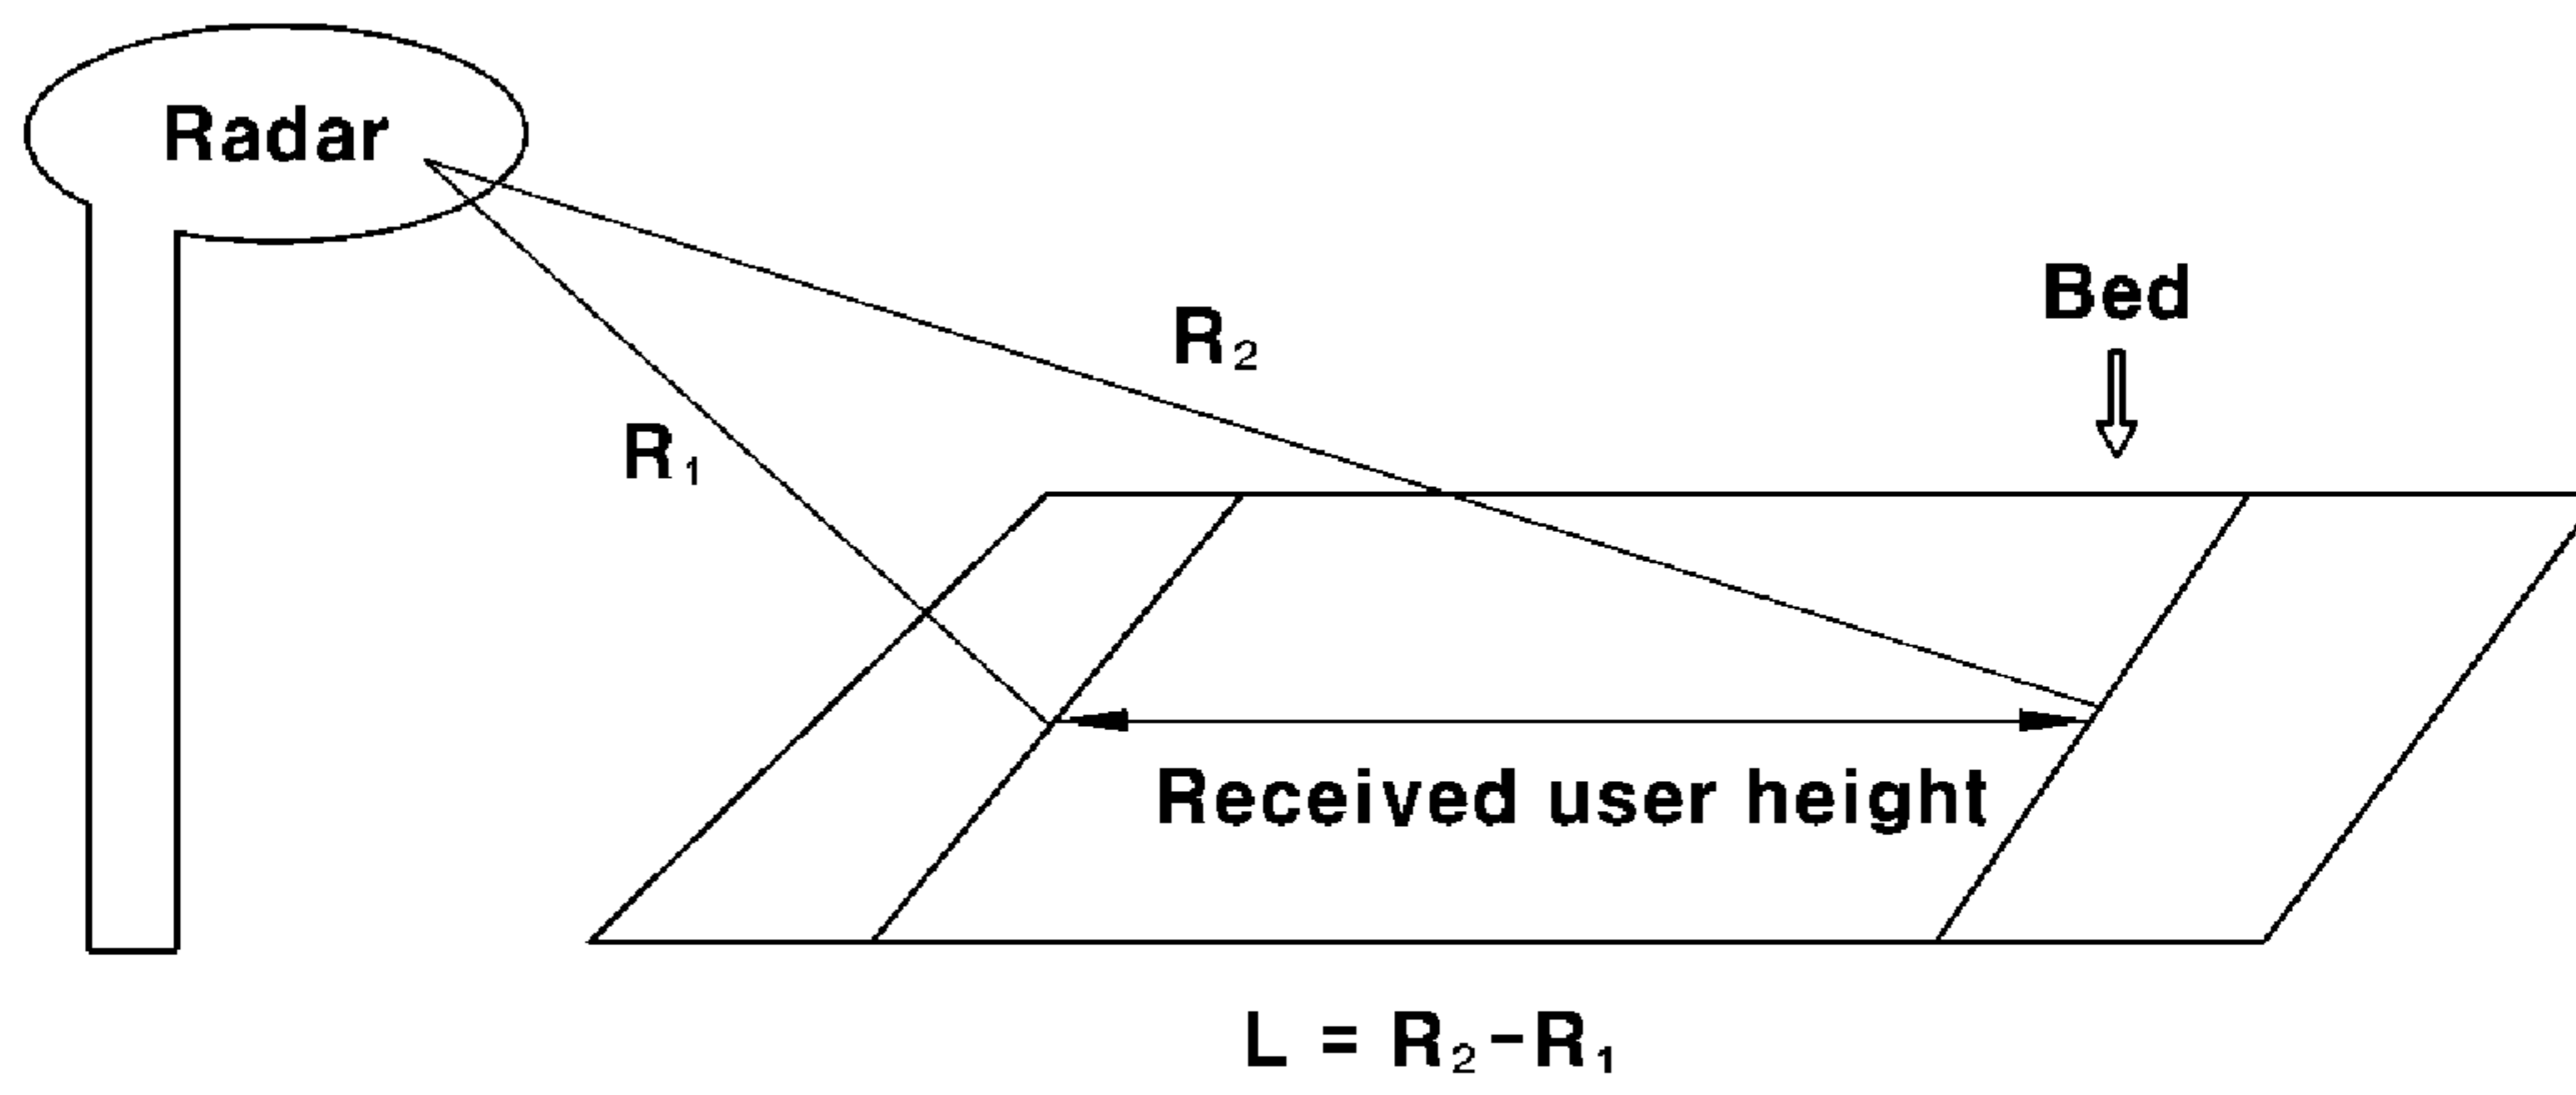 Radar
Bed
R₂
R₁
Received user height
L = R₂-R₁